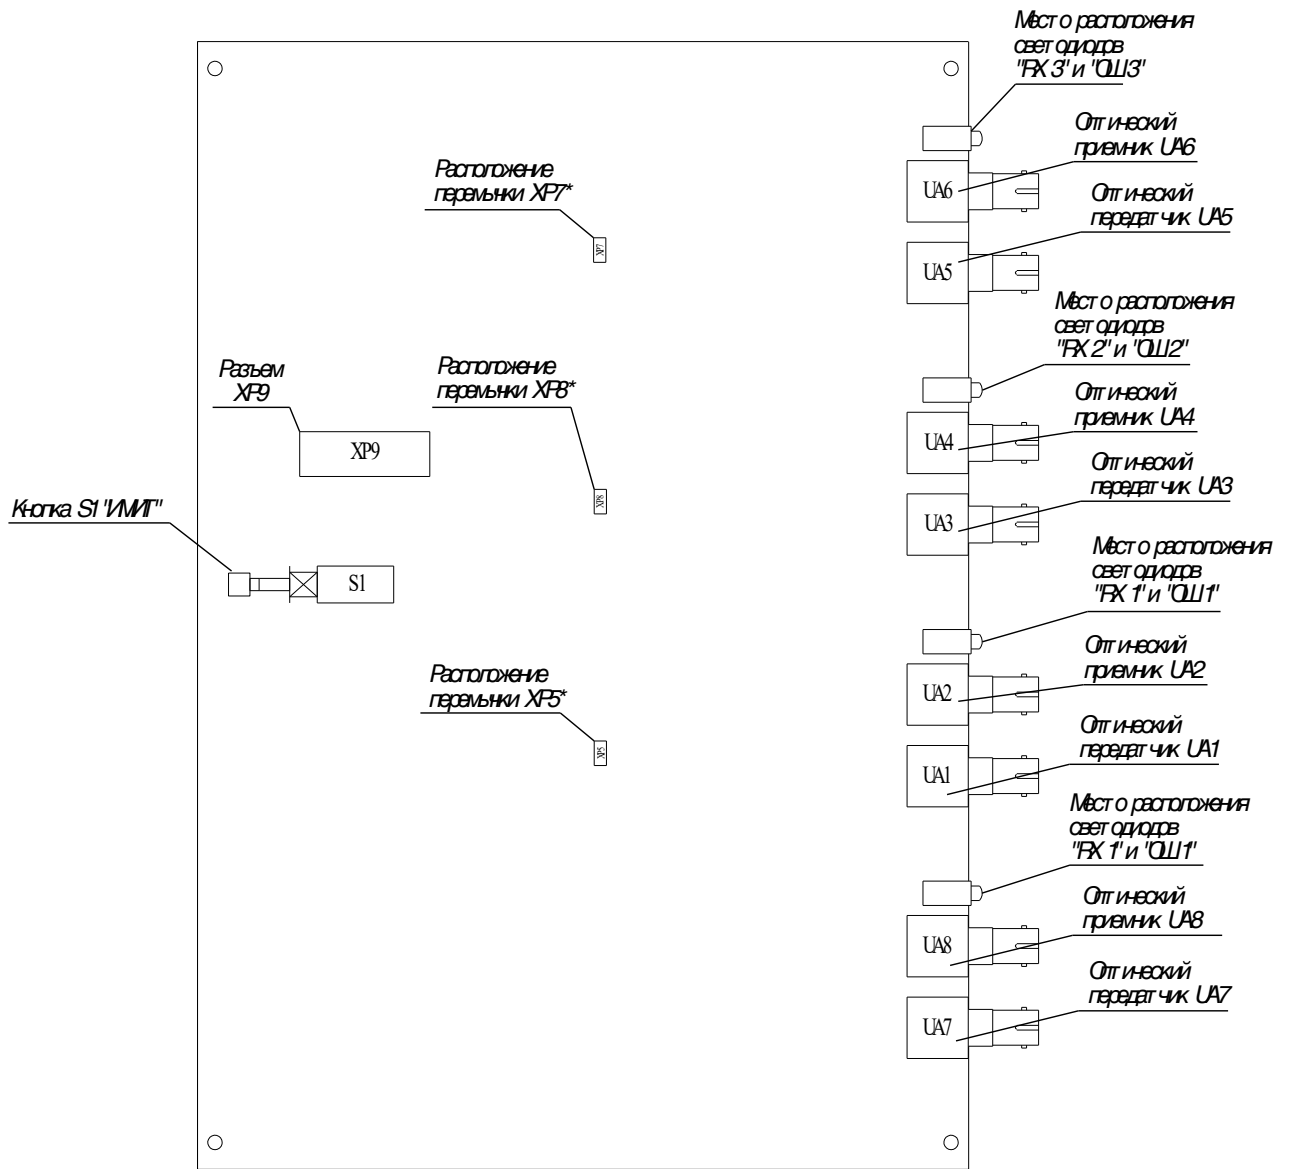 Место расположения
светодиодов
"RX 3" и "ОШ3"
Оптический
приемник UA6
UA6
Оптический
передатчик UA5
UA5
Расположение
перемычки XP7*
XP7
Место расположения
светодиодов
"RX 2" и "ОШ2"
Разъем
XP9
XP9
Расположение
перемычки XP8*
XP8
Оптический
приемник UA4
UA4
Оптический
передатчик UA3
UA3
Кнопка S1 "ИМИТ"
S1
Место расположения
светодиодов
"RX 1" и "ОШ1"
Оптический
приемник UA2
UA2
Расположение
перемычки XP5*
XP5
Оптический
передатчик UA1
UA1
Место расположения
светодиодов
"RX 1" и "ОШ1"
Оптический
приемник UA8
UA8
Оптический
передатчик UA7
UA7